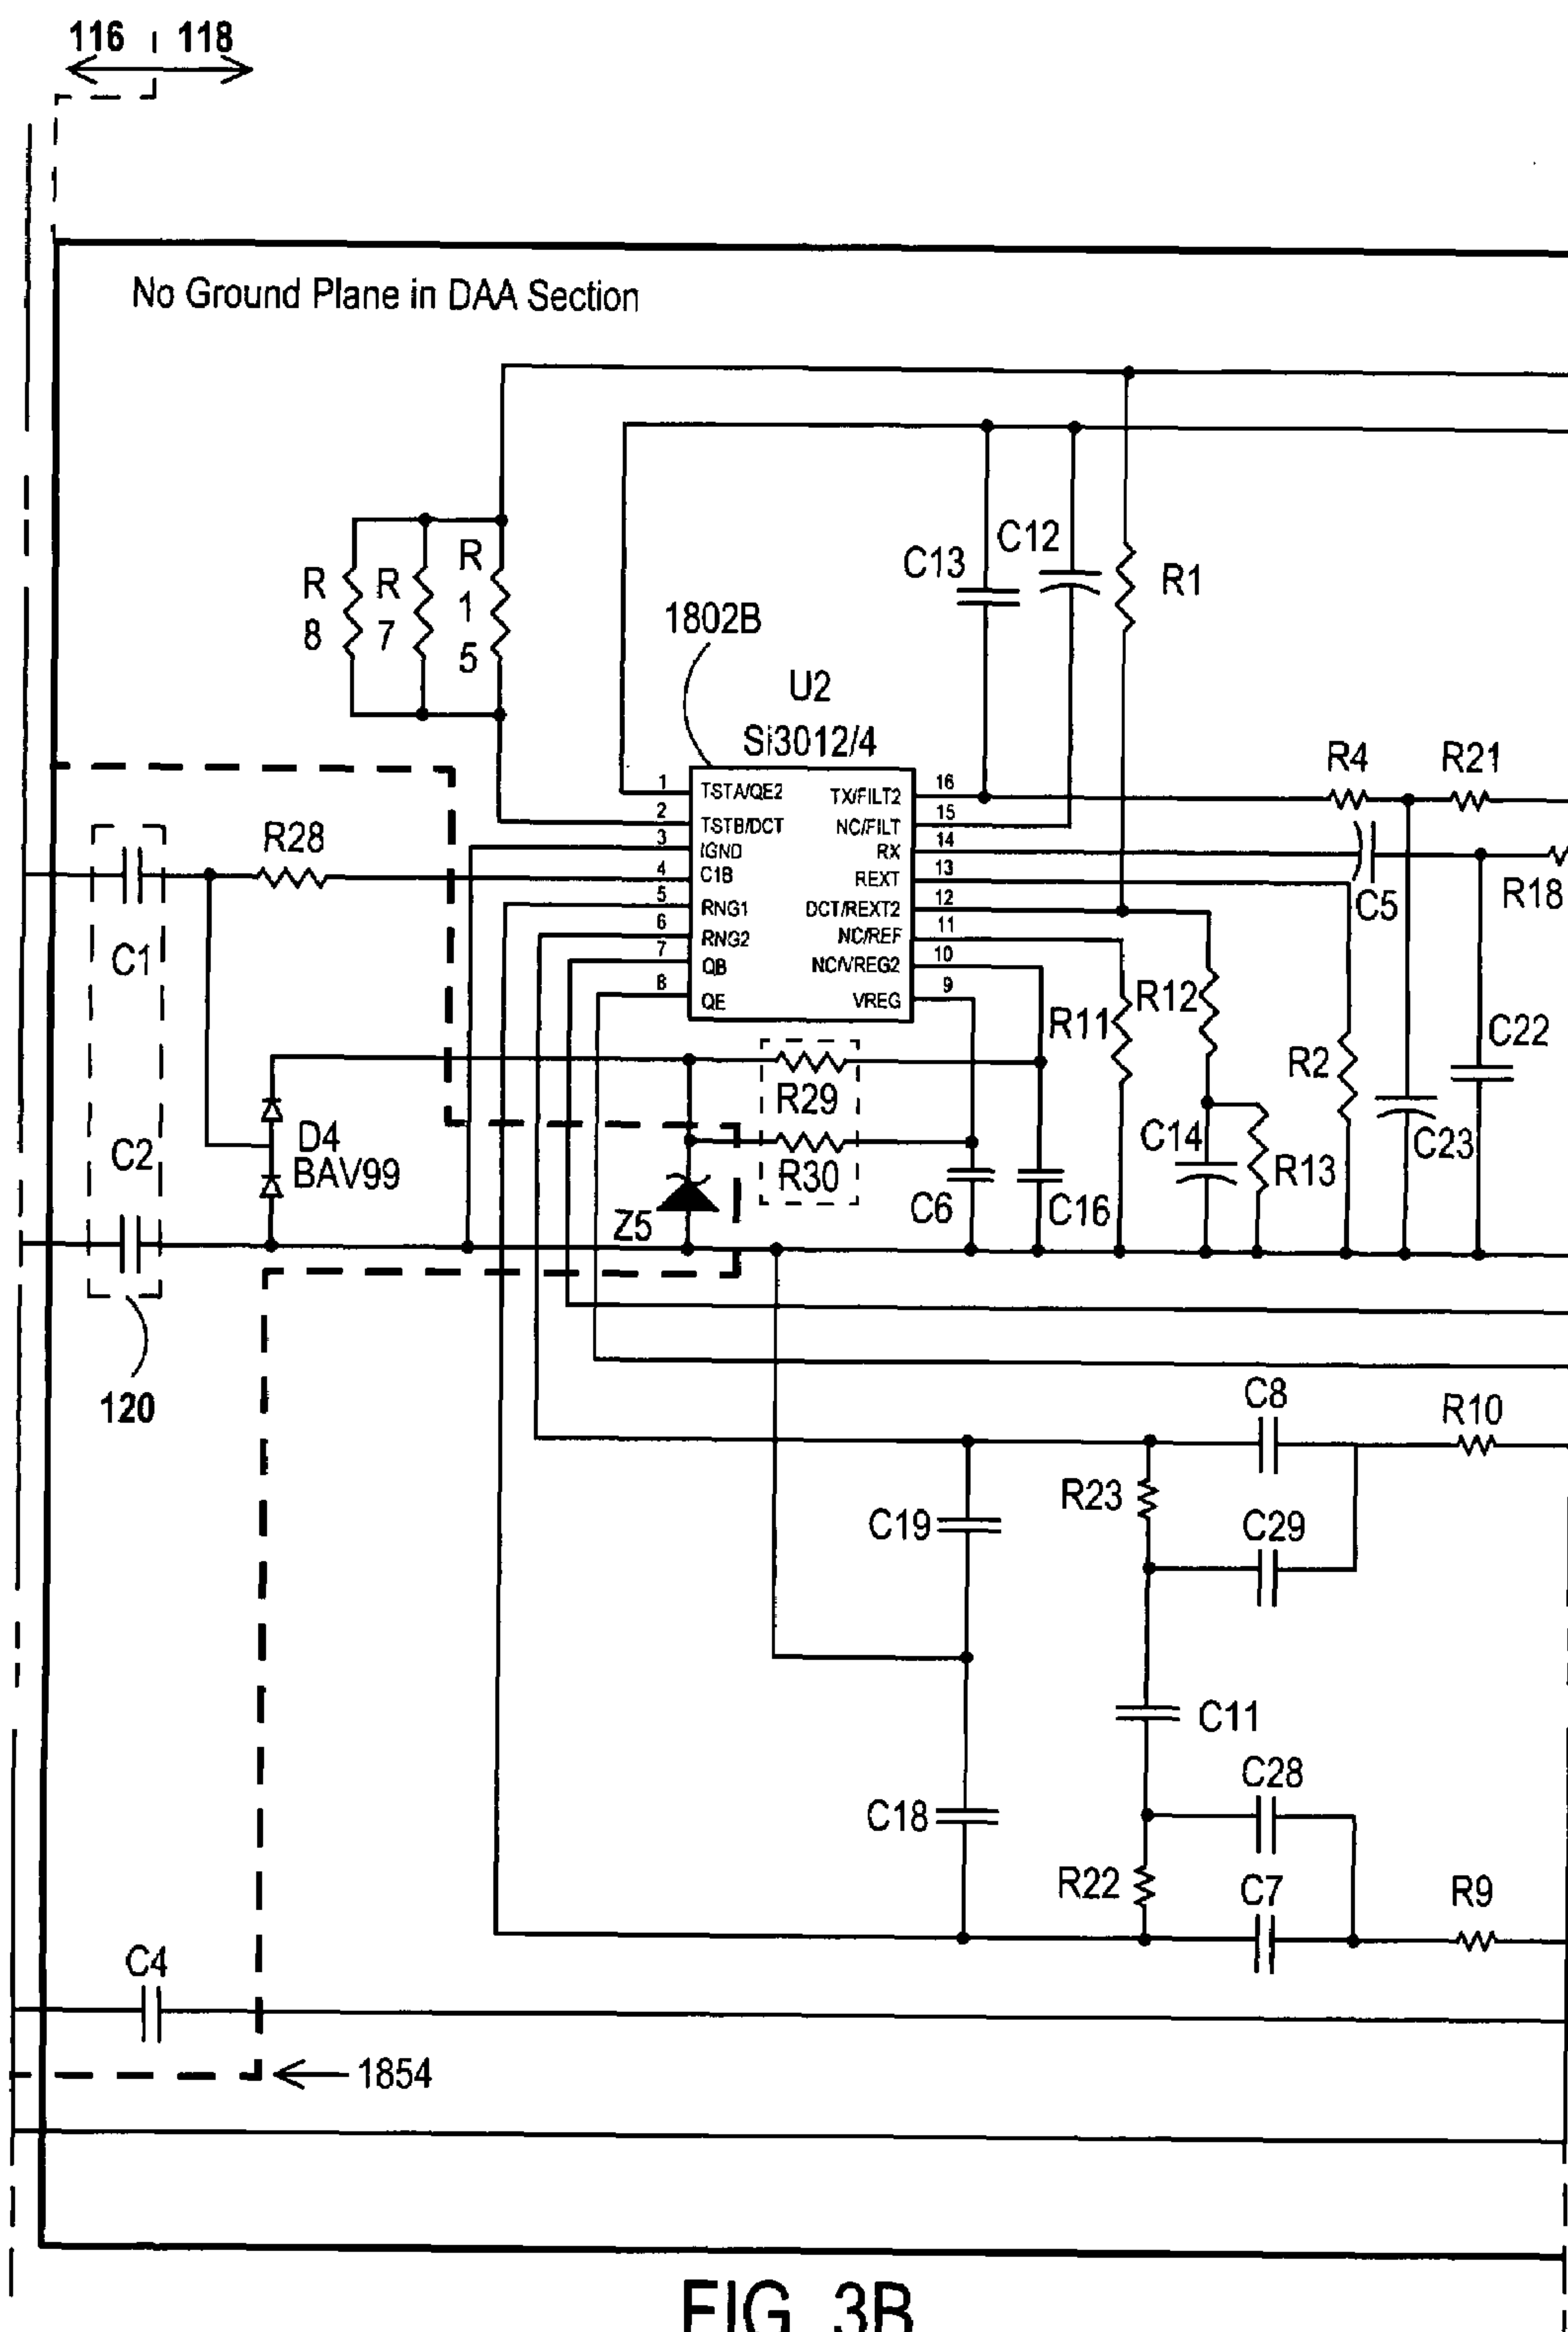 116 118
No Ground Plane in DAA Section
C13
C12
R1
R
8
R
7
R
1
5
1802B
U2
Si3012/4
R4
R21
1 TSTA/QE2 TX/FILT2 16
2 TSTB/DCT NC/FILT 15
3 IGND RX 14
4 C1B REXT 13
5 RNG1 DCT/REXT2 12
6 RNG2 NC/REF 11
7 QB NC/VREG2 10
8 QE VREG 9
R28
C5
R18
C1
R11
R12
R2
C22
R29
C2
D4
BAV99
C14
C23
R30
R13
Z5
C6
C16
120
C8
R10
R23
C19
C29
C11
C28
C18
R22
C7
R9
C4
1854
FIG. 3B